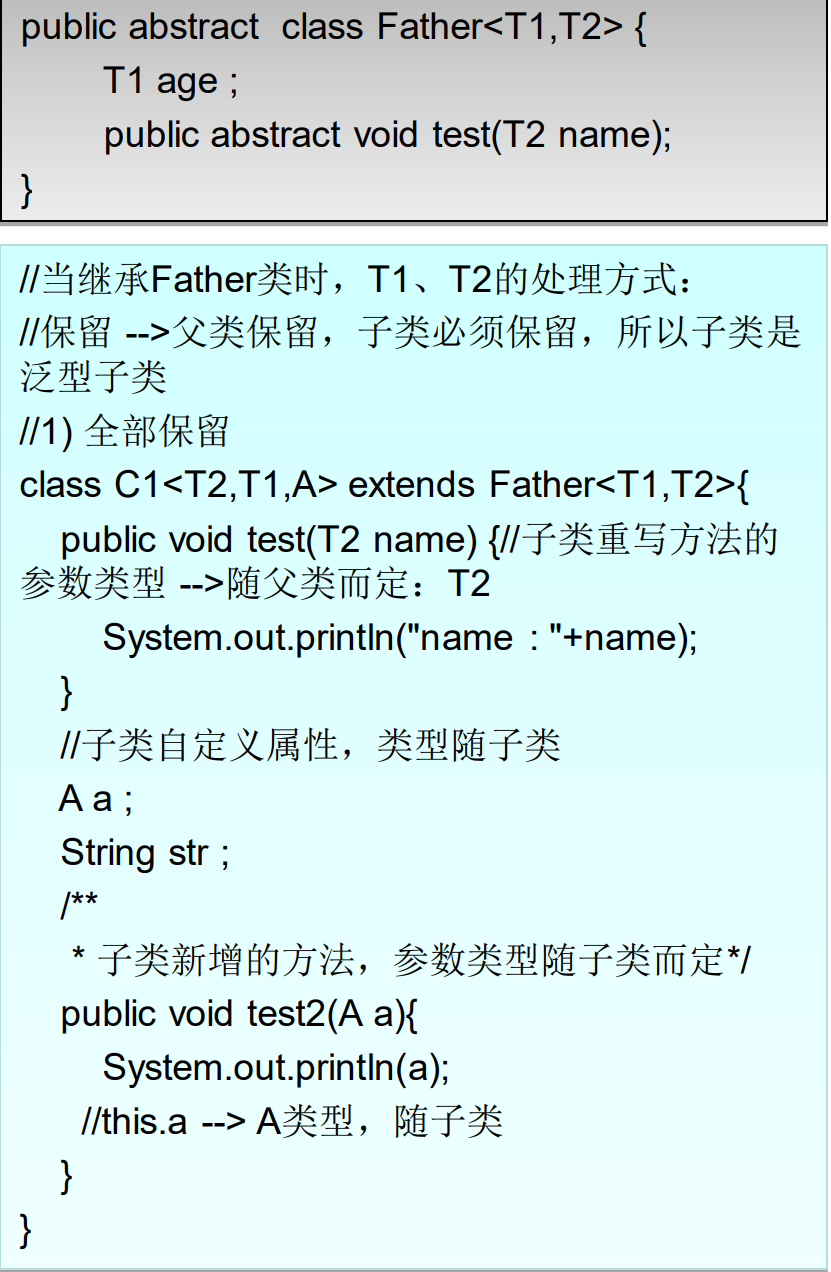 public abstract  class Father<T1,T2> {
T1 age ;
public abstract void test(T2 name);
}
//当继承Father类时，T1、T2的处理方式：
//保留 -->父类保留，子类必须保留，所以子类是
泛型子类
//1) 全部保留
class C1<T2,T1,A> extends Father<T1,T2>{
public void test(T2 name) {//子类重写方法的
参数类型 -->随父类而定：T2
System.out.println("name : "+name);
}
//子类自定义属性，类型随子类
A a ;
String str ;
/**
* 子类新增的方法，参数类型随子类而定*/
public void test2(A a){
System.out.println(a);
//this.a --> A类型，随子类
}
}